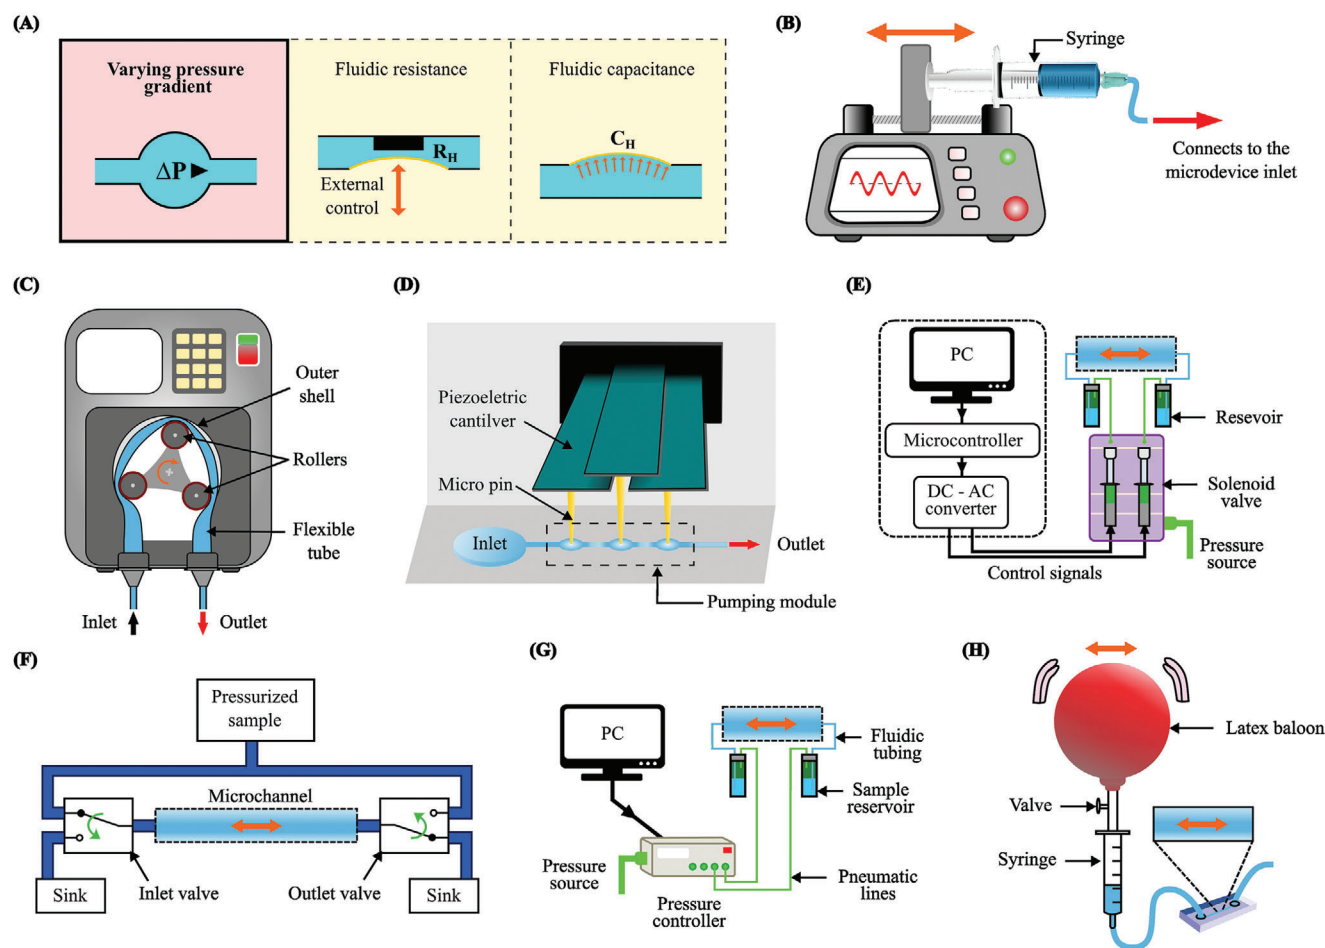 (A)
Varying pressure
gradient
ΔP
Fluidic resistance
R_H
External
control
Fluidic capacitance
C_H
(B)
Syringe
Connects to the
microdevice inlet
(C)
Outer
shell
Rollers
Flexible
tube
Inlet
Outlet
(D)
Piezoeletric
cantilver
Micro pin
Inlet
Outlet
Pumping module
(E)
PC
Microcontroller
DC - AC
converter
Control signals
Resevoir
Solenoid
valve
Pressure
source
(F)
Pressurized
sample
Microchannel
Sink
Inlet valve
Outlet valve
Sink
(G)
PC
Fluidic
tubing
Sample
reservoir
Pressure
source
Pressure
controller
Pneumatic
lines
(H)
Latex baloon
Valve
Syringe